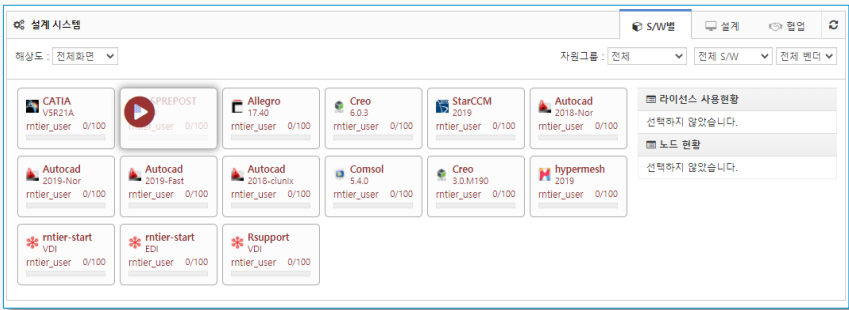 설계 시스템
S/W별 설계 협업
해상도 : 전체화면 자원그룹 : 전체 전체 S/W 전체 벤더
CATIA
V5R21A
rntier_user 0/100
SPREPOST
user 0/100
Allegro
17.40
rntier_user 0/100
Creo
6.0.3
rntier_user 0/100
StarCCM
2019
rntier_user 0/100
Autocad
2018-Nor
rntier_user 0/100
라이선스 사용현황
선택하지 않았습니다.
노드 현황
선택하지 않았습니다.
Autocad
2019-Nor
rntier_user 0/100
Autocad
2019-Fast
rntier_user 0/100
Autocad
2018-clunix
rntier_user 0/100
Comsol
5.4.0
rntier_user 0/100
Creo
3.0.M190
rntier_user 0/100
hypermesh
2019
rntier_user 0/100
rntier-start
VDI
rntier_user 0/100
rntier-start
EDI
rntier_user 0/100
Rsupport
VDI
rntier_user 0/100